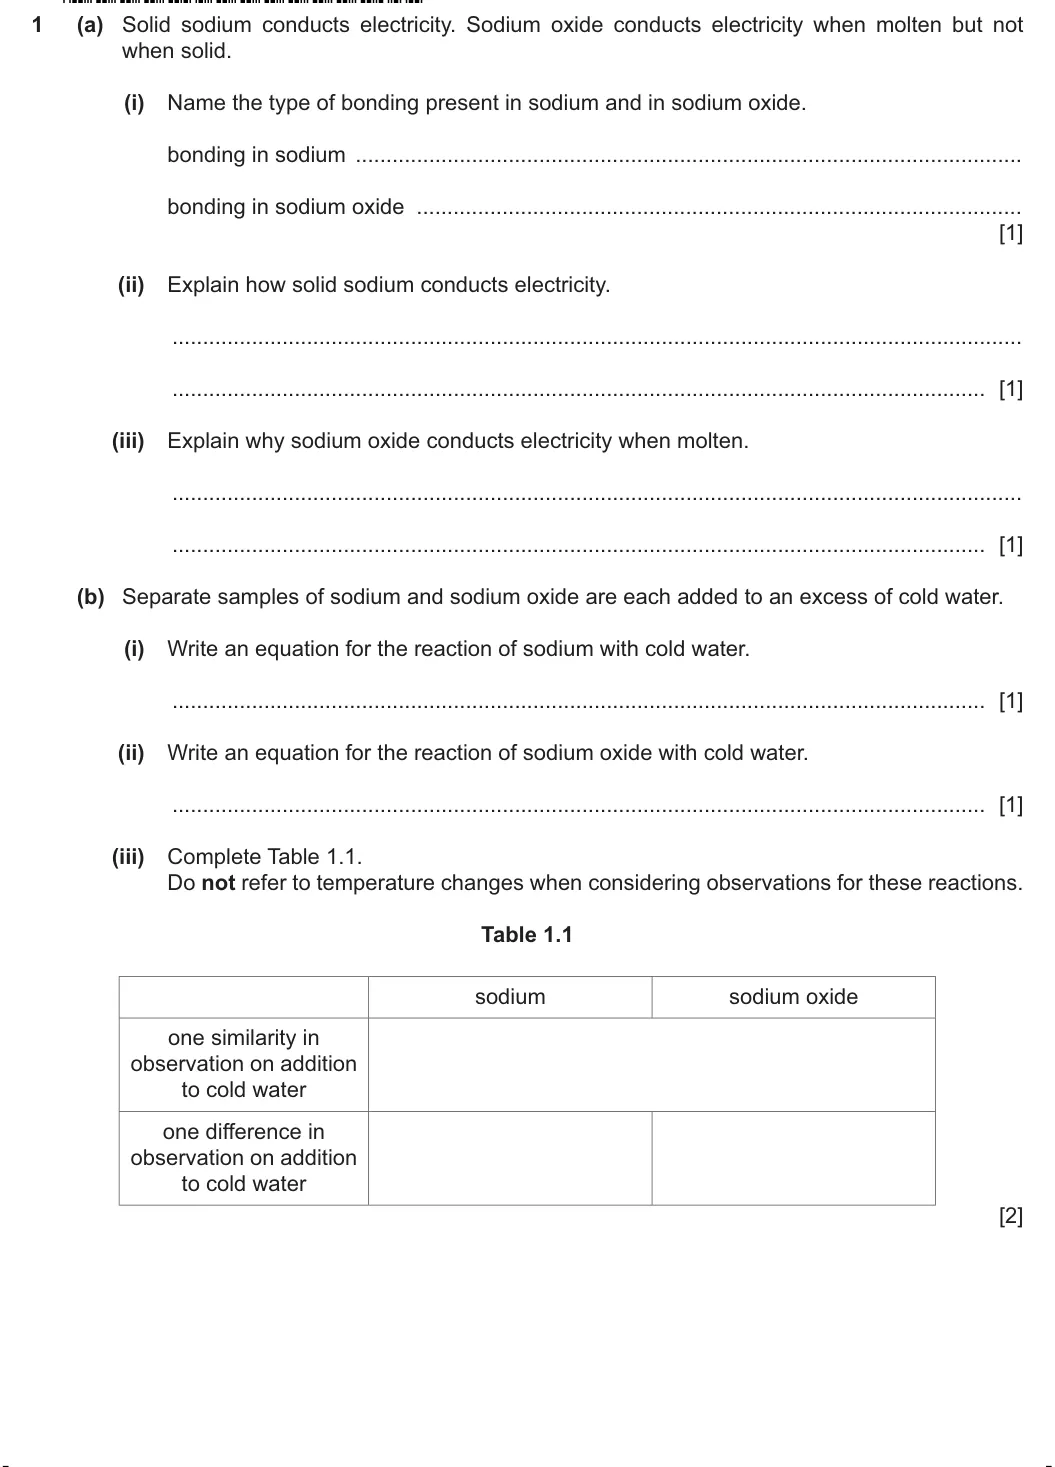 1 (a) Solid sodium conducts electricity. Sodium oxide conducts electricity when molten but not
when solid.
(i) Name the type of bonding present in sodium and in sodium oxide.
bonding in sodium ..............................................................................................................
bonding in sodium oxide ....................................................................................................
[1]
(ii) Explain how solid sodium conducts electricity.
............................................................................................................................................
...................................................................................................................................... [1]
(iii) Explain why sodium oxide conducts electricity when molten.
............................................................................................................................................
...................................................................................................................................... [1]
(b) Separate samples of sodium and sodium oxide are each added to an excess of cold water.
(i) Write an equation for the reaction of sodium with cold water.
...................................................................................................................................... [1]
(ii) Write an equation for the reaction of sodium oxide with cold water.
...................................................................................................................................... [1]
(iii) Complete Table 1.1.
Do not refer to temperature changes when considering observations for these reactions.
Table 1.1
sodium sodium oxide
one similarity in
observation on addition
to cold water
one difference in
observation on addition
to cold water
[2]